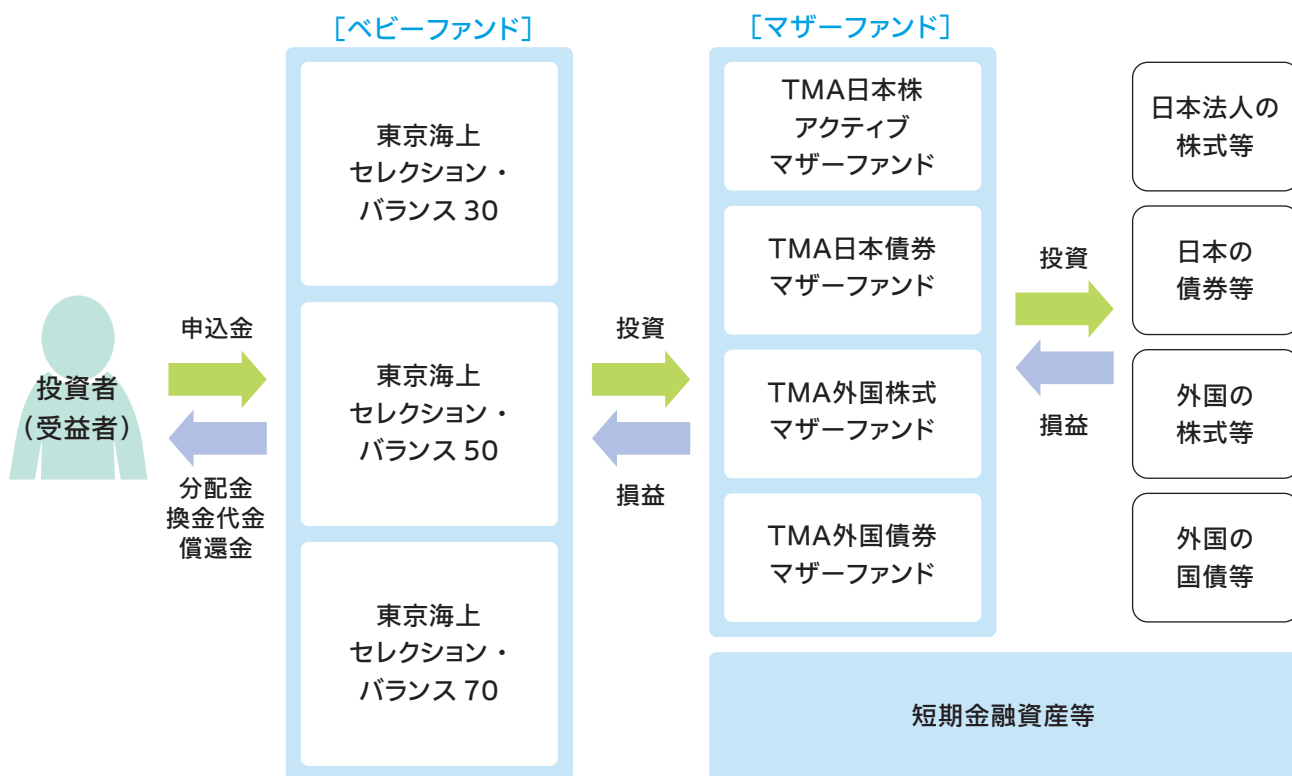 ［ベビーファンド］
［マザーファンド］
投資者
（受益者）
申込金
分配金
換金代金
償還金
東京海上
セレクション・
バランス 30
東京海上
セレクション・
バランス 50
東京海上
セレクション・
バランス 70
投資
損益
TMA日本株
アクティブ
マザーファンド
TMA日本債券
マザーファンド
TMA外国株式
マザーファンド
TMA外国債券
マザーファンド
投資
損益
日本法人の
株式等
日本の
債券等
外国の
株式等
外国の
国債等
短期金融資産等